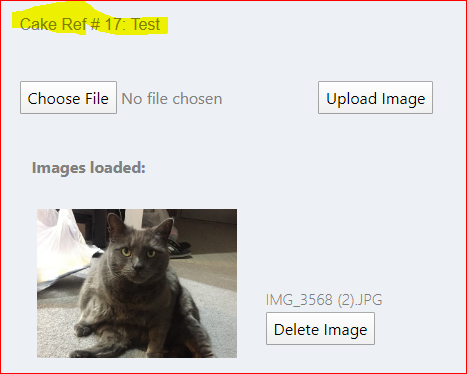 Cake Ref # 17: Test
Choose File No file chosen Upload Image
Images loaded:
IMG_3568 (2).JPG
Delete Image